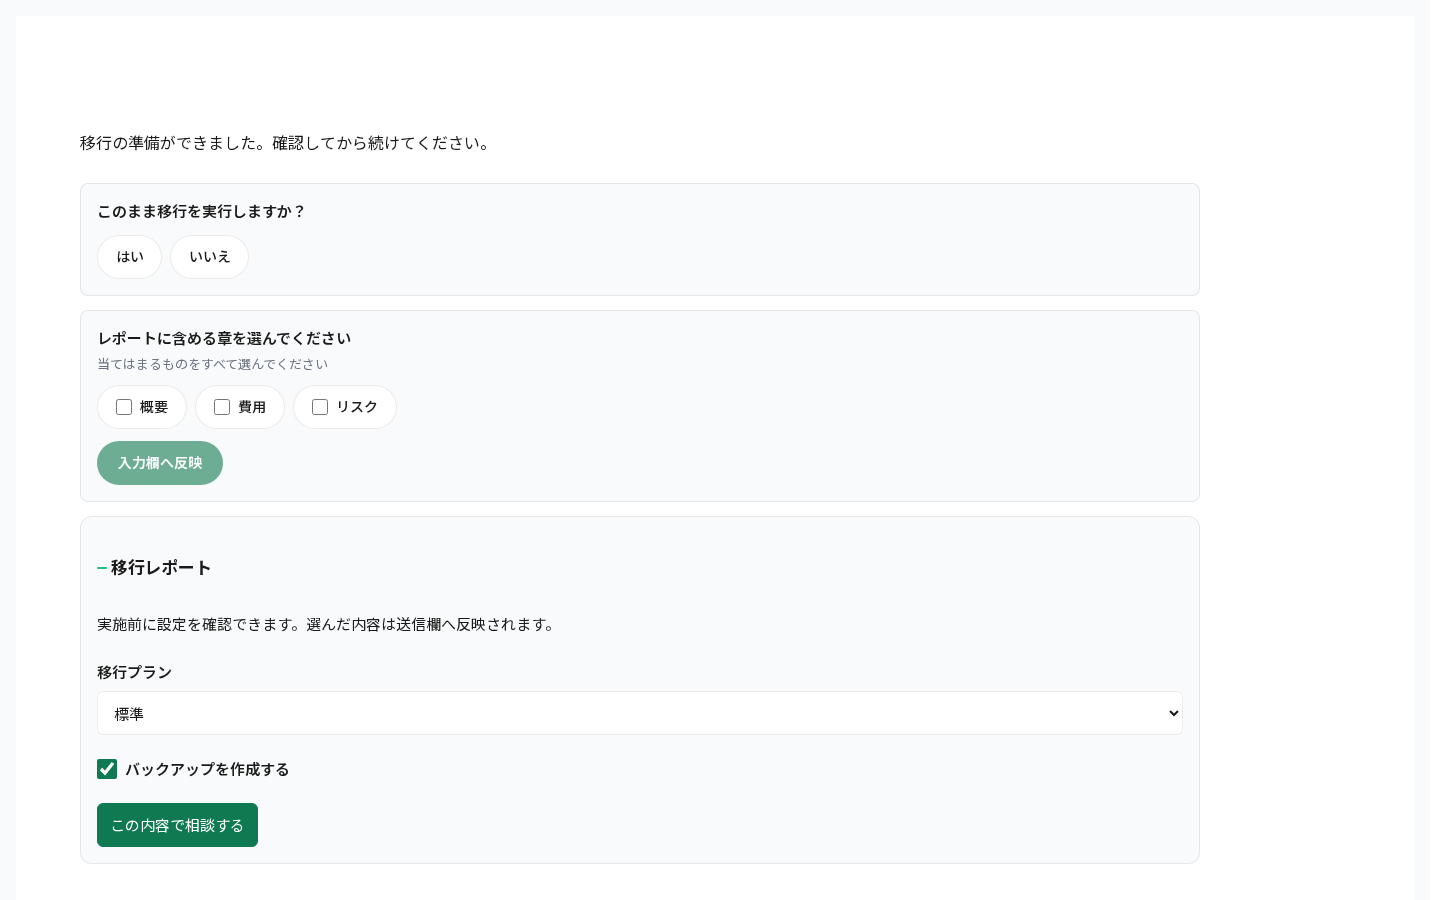 移行の準備ができました。確認してから続けてください。
このまま移行を実行しますか？
はい いいえ
レポートに含める章を選んでください
当てはまるものをすべて選んでください
概要 費用 リスク
入力欄へ反映
移行レポート
実施前に設定を確認できます。選んだ内容は送信欄へ反映されます。
移行プラン
標準
バックアップを作成する
この内容で相談する